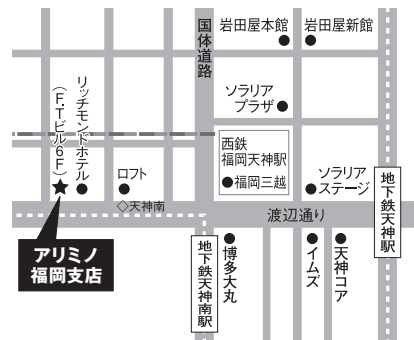 国体道路
岩田屋本館
岩田屋新館
ソラリア
プラザ
リッチモンドホテル
（F.Tビル6F）
ロフト
◇天神南
西鉄
福岡天神駅
福岡三越
ソラリア
ステージ
地下鉄天神駅
渡辺通り
アリミノ
福岡支店
地下鉄天神南駅
博多大丸
イムズ
天神コア